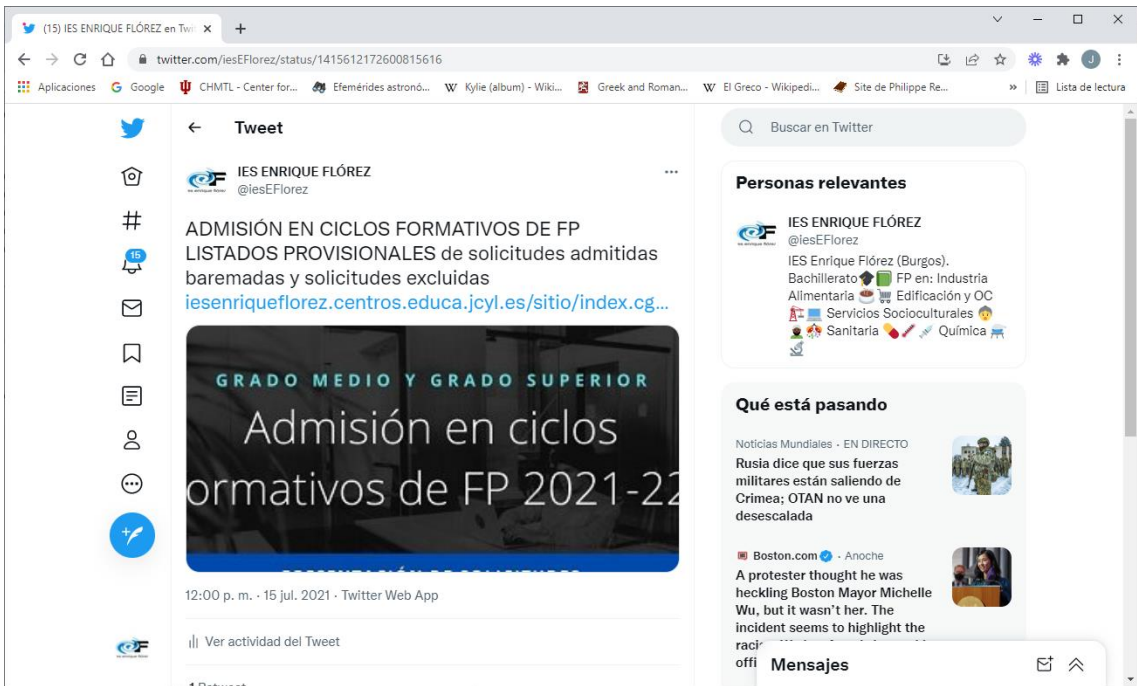 (15) IES ENRIQUE FLÓREZ en Twi
twitter.com/iesEFlorez/status/1415612172600815616
J
Aplicaciones
Google
CHMTL - Center for...
Efemérides astronó...
Kylie (album) - Wiki...
Greek and Roman...
El Greco - Wikipedi...
Site de Philippe Re...
»
Lista de lectura
Tweet
IES ENRIQUE FLÓREZ
@iesEFlorez
ADMISIÓN EN CICLOS FORMATIVOS DE FP
LISTADOS PROVISIONALES de solicitudes admitidas
baremadas y solicitudes excluidas
iesenriqueflorez.centros.educa.jcyl.es/sitio/index.cg...
GRADO MEDIO Y GRADO SUPERIOR
Admisión en ciclos
ormativos de FP 2021-22
12:00 p. m. · 15 jul. 2021 · Twitter Web App
Ver actividad del Tweet
15
Buscar en Twitter
Personas relevantes
IES ENRIQUE FLÓREZ
@iesEFlorez
IES Enrique Flórez (Burgos).
Bachillerato🎓📗 FP en: Industria
Alimentaria ☕🛒 Edificación y OC
🏗💻 Servicios Socioculturales
Sanitaria 💊 Química
Qué está pasando
Noticias Mundiales · EN DIRECTO
Rusia dice que sus fuerzas
militares están saliendo de
Crimea; OTAN no ve una
desescalada
Boston.com · Anoche
A protester thought he was
heckling Boston Mayor Michelle
Wu, but it wasn't her. The
incident seems to highlight the
Mensajes